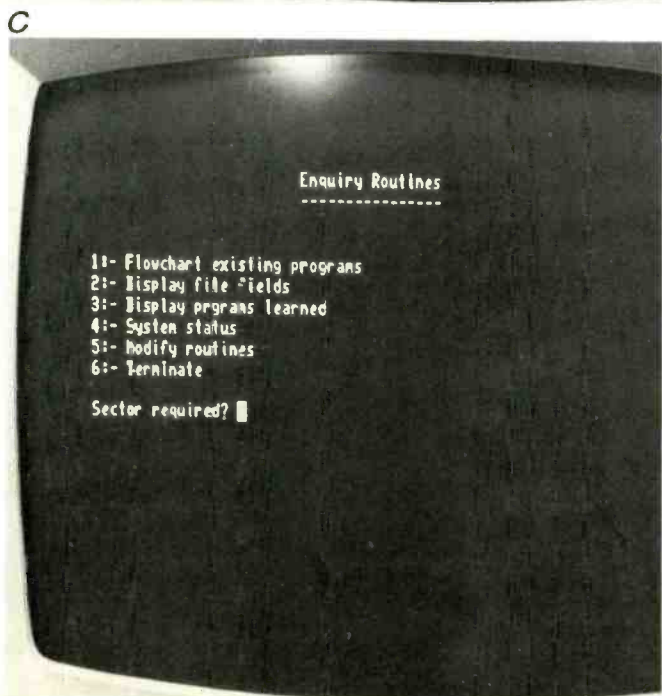 C
Enquiry Routines
----------------
1:- Flowchart existing programs
2:- Display file Fields
3:- Display prgrams learned
4:- System status
5:- Modify routines
6:- Terminate
Sector required?